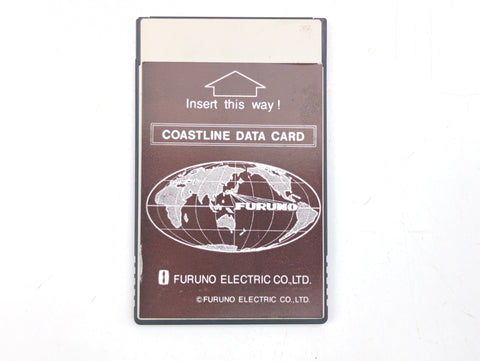 Insert this way!
COASTLINE DATA CARD
FURUNO
FURUNO ELECTRIC CO.,LTD.
©FURUNO ELECTRIC CO., LTD.